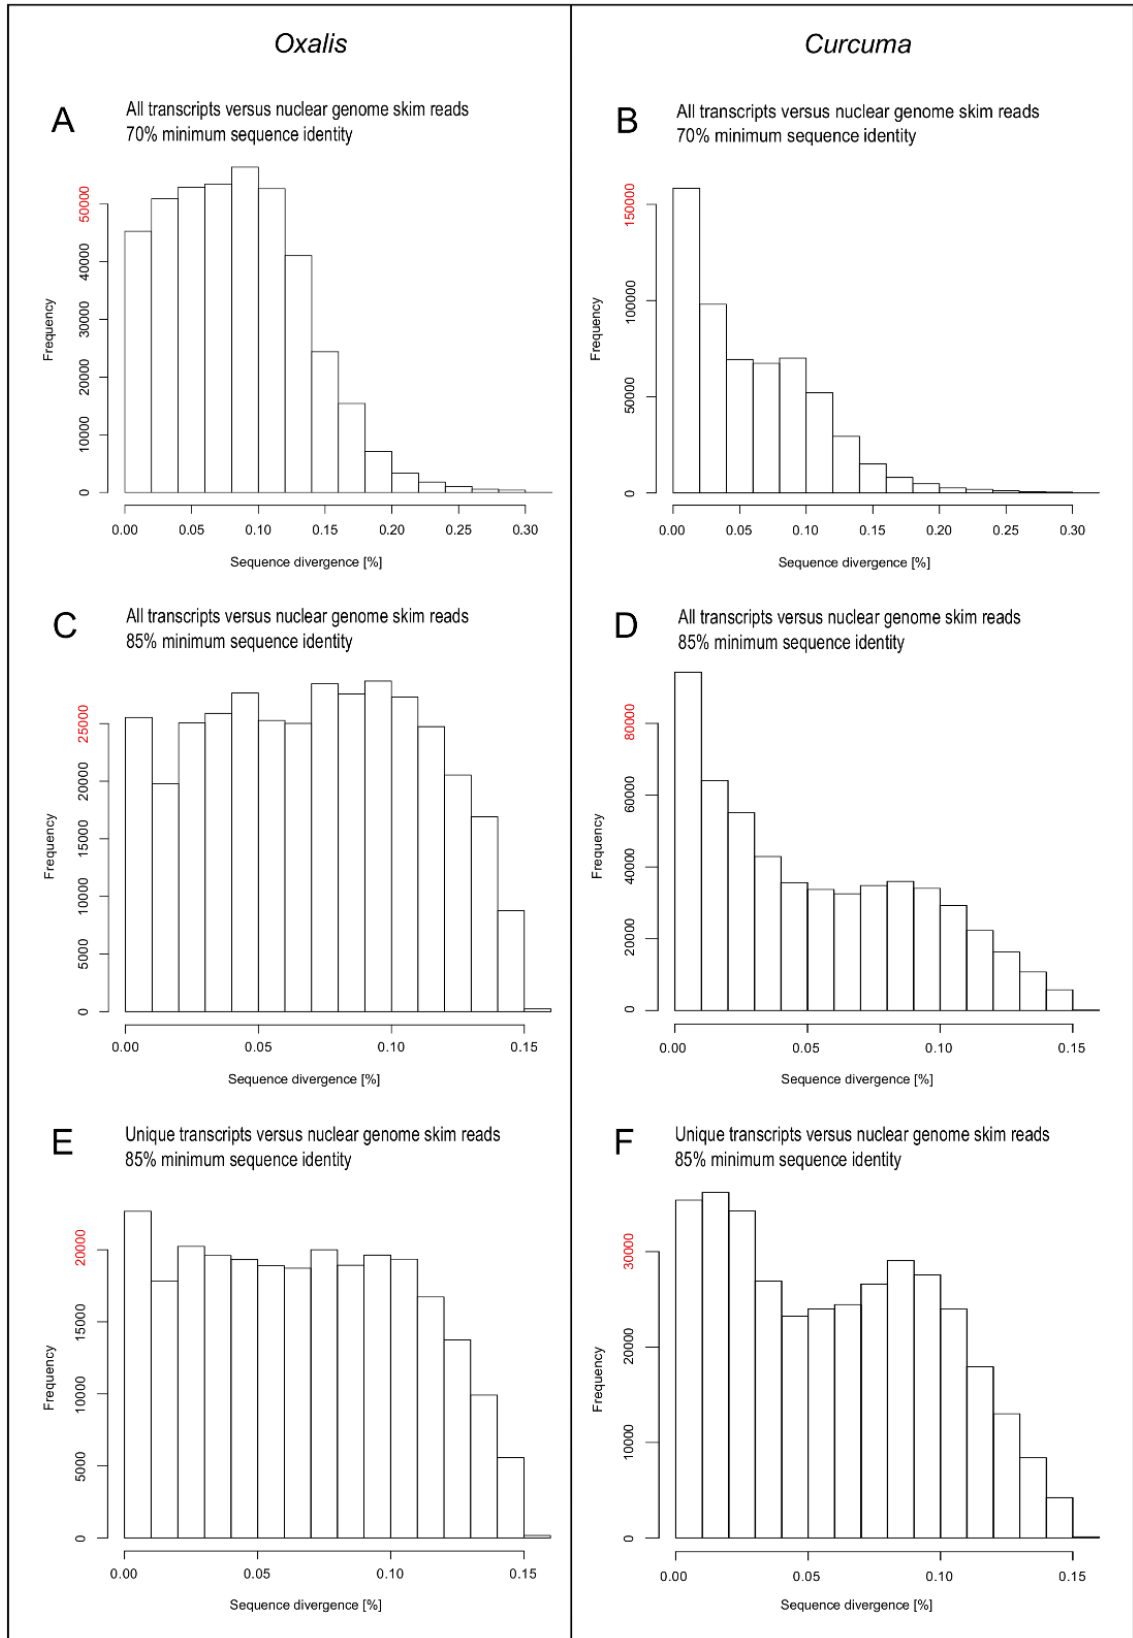 Oxalis
Curcuma
A
All transcripts versus nuclear genome skim reads
70% minimum sequence identity
Frequency
50000
40000
30000
20000
10000
0
0.00 0.05 0.10 0.15 0.20 0.25 0.30
Sequence divergence [%]
B
All transcripts versus nuclear genome skim reads
70% minimum sequence identity
Frequency
150000
100000
50000
0
0.00 0.05 0.10 0.15 0.20 0.25 0.30
Sequence divergence [%]
C
All transcripts versus nuclear genome skim reads
85% minimum sequence identity
Frequency
25000
20000
15000
10000
5000
0
0.00 0.05 0.10 0.15
Sequence divergence [%]
D
All transcripts versus nuclear genome skim reads
85% minimum sequence identity
Frequency
80000
60000
40000
20000
0
0.00 0.05 0.10 0.15
Sequence divergence [%]
E
Unique transcripts versus nuclear genome skim reads
85% minimum sequence identity
Frequency
20000
15000
10000
5000
0
0.00 0.05 0.10 0.15
Sequence divergence [%]
F
Unique transcripts versus nuclear genome skim reads
85% minimum sequence identity
Frequency
30000
20000
10000
0
0.00 0.05 0.10 0.15
Sequence divergence [%]